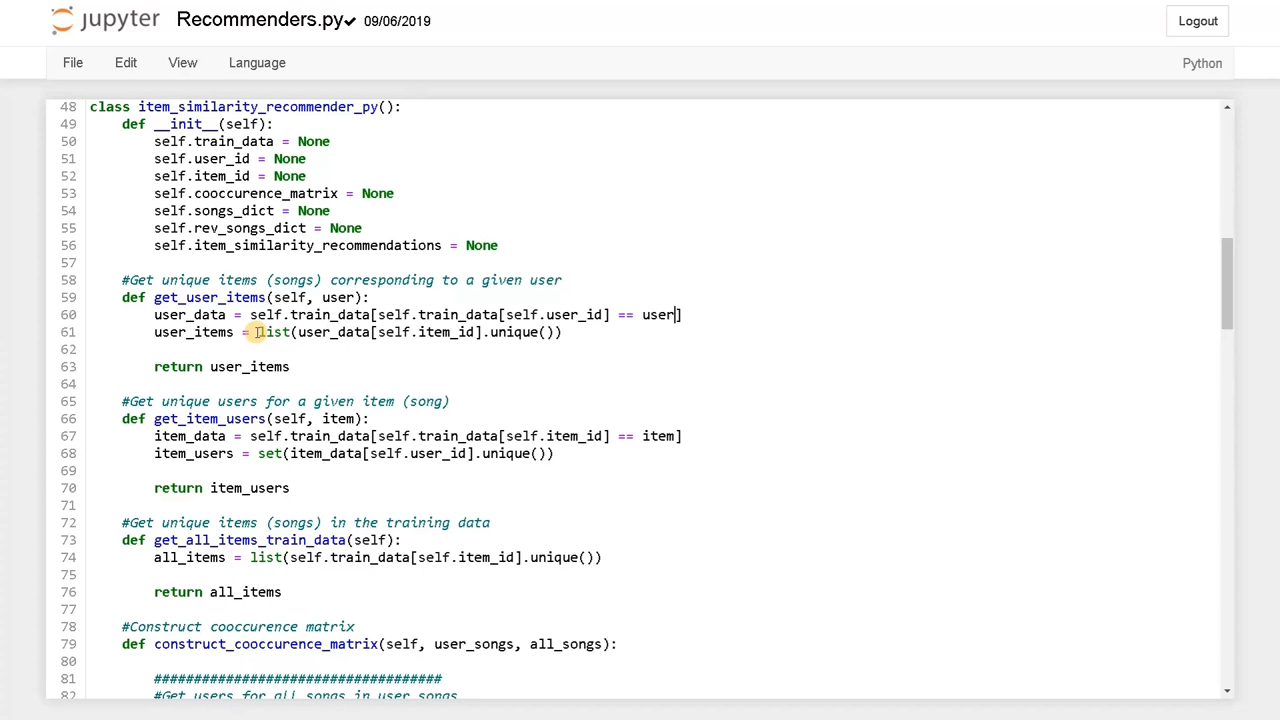 jupyter Recommenders.py✔ 09/06/2019 Logout
File Edit View Language Python
48 class item_similarity_recommender_py():
49     def __init__(self):
50         self.train_data = None
51         self.user_id = None
52         self.item_id = None
53         self.cooccurence_matrix = None
54         self.songs_dict = None
55         self.rev_songs_dict = None
56         self.item_similarity_recommendations = None
57
58     #Get unique items (songs) corresponding to a given user
59     def get_user_items(self, user):
60         user_data = self.train_data[self.train_data[self.user_id] == user]
61         user_items = list(user_data[self.item_id].unique())
62
63         return user_items
64
65     #Get unique users for a given item (song)
66     def get_item_users(self, item):
67         item_data = self.train_data[self.train_data[self.item_id] == item]
68         item_users = set(item_data[self.user_id].unique())
69
70         return item_users
71
72     #Get unique items (songs) in the training data
73     def get_all_items_train_data(self):
74         all_items = list(self.train_data[self.item_id].unique())
75
76         return all_items
77
78     #Construct cooccurence matrix
79     def construct_cooccurence_matrix(self, user_songs, all_songs):
80
81         ####################################
82         #Get users for all songs in user_songs